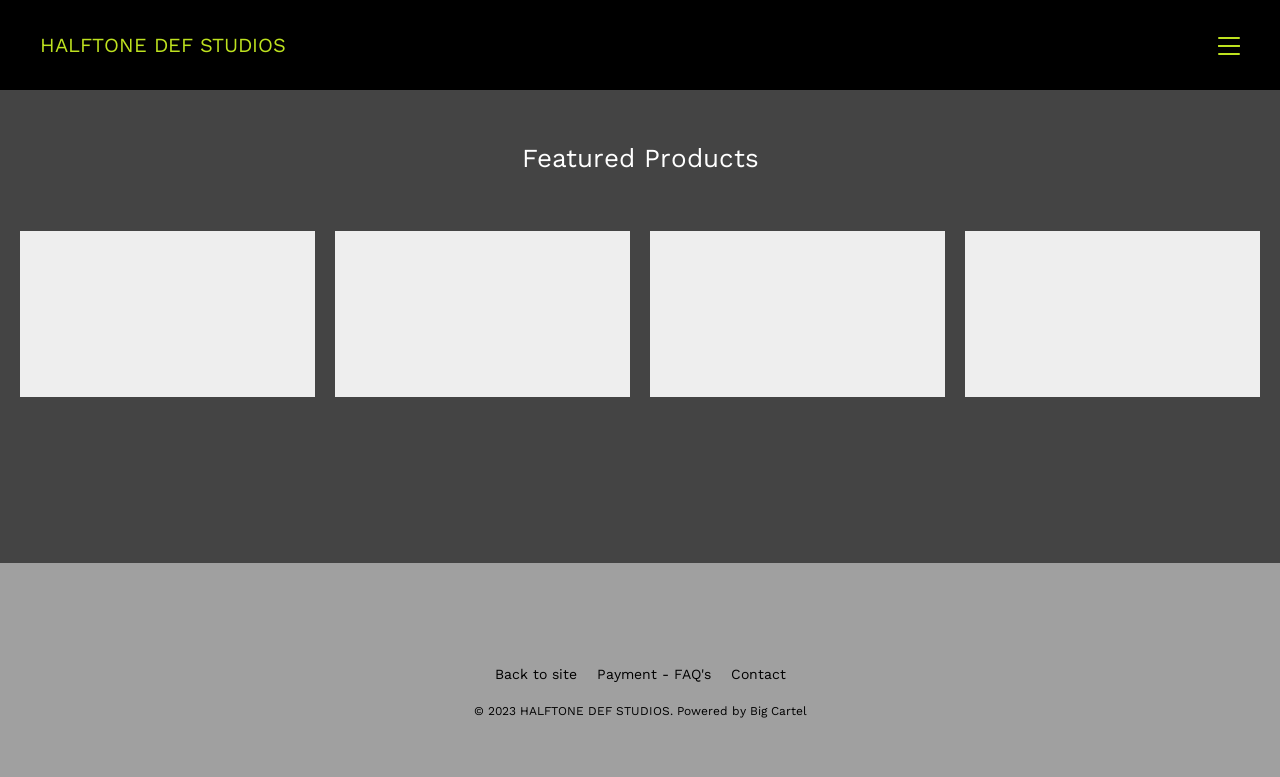 HALFTONE DEF STUDIOS
Featured Products
Back to site Payment - FAQ's Contact
© 2023 HALFTONE DEF STUDIOS. Powered by Big Cartel